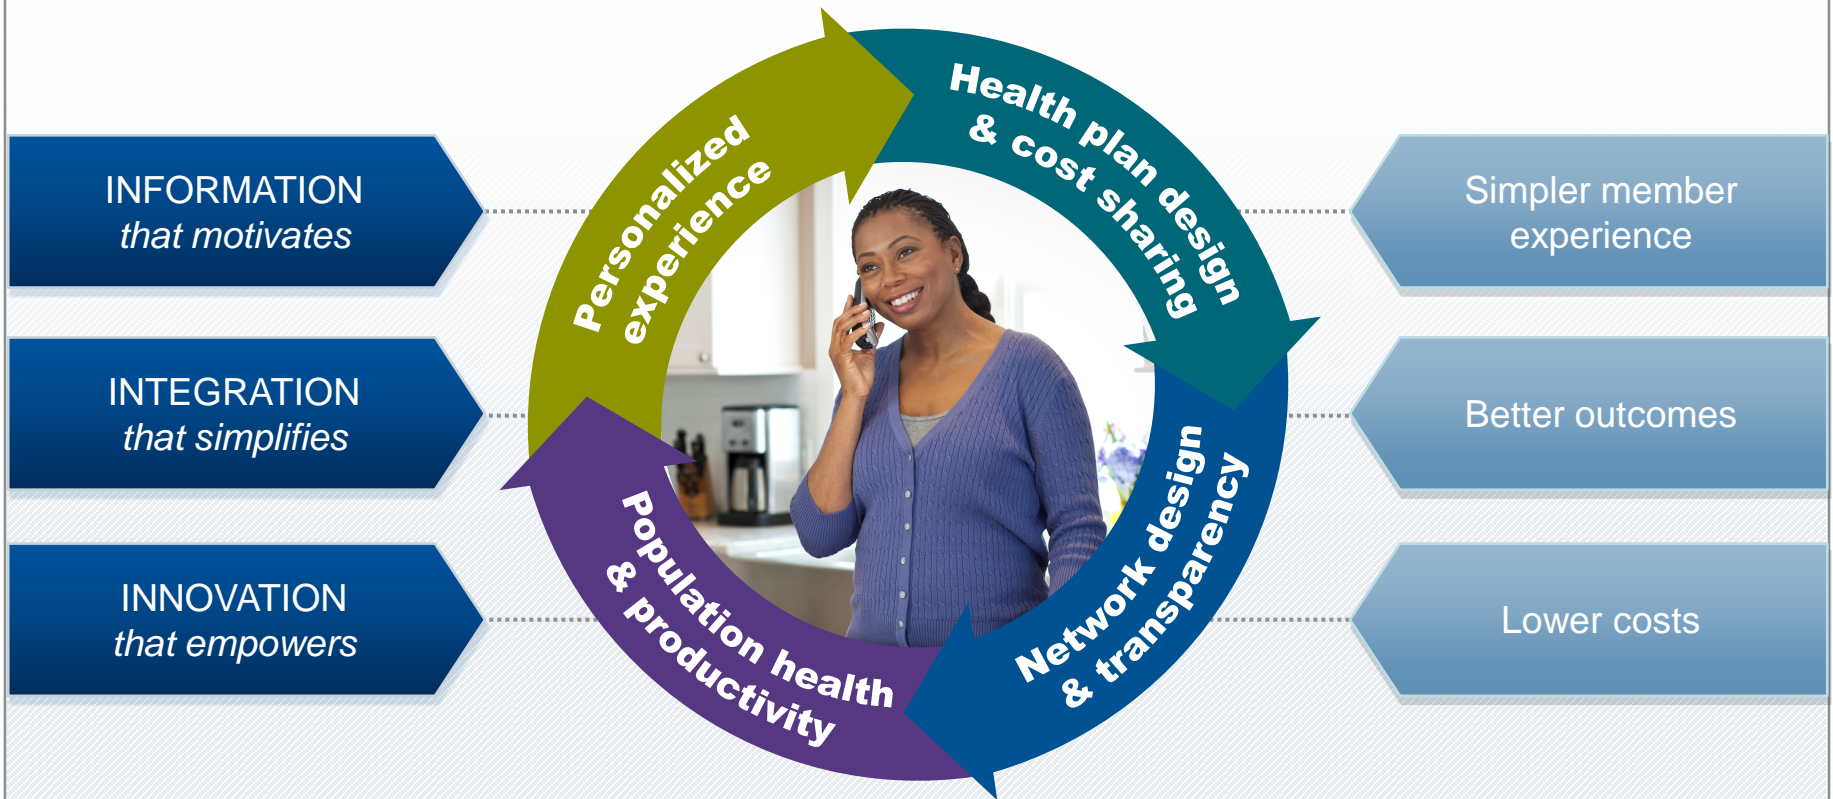 INFORMATION
that motivates
INTEGRATION
that simplifies
INNOVATION
that empowers
Personalized
experience
Health plan design
& cost sharing
Network design
& transparency
Population health
& productivity
Simpler member
experience
Better outcomes
Lower costs